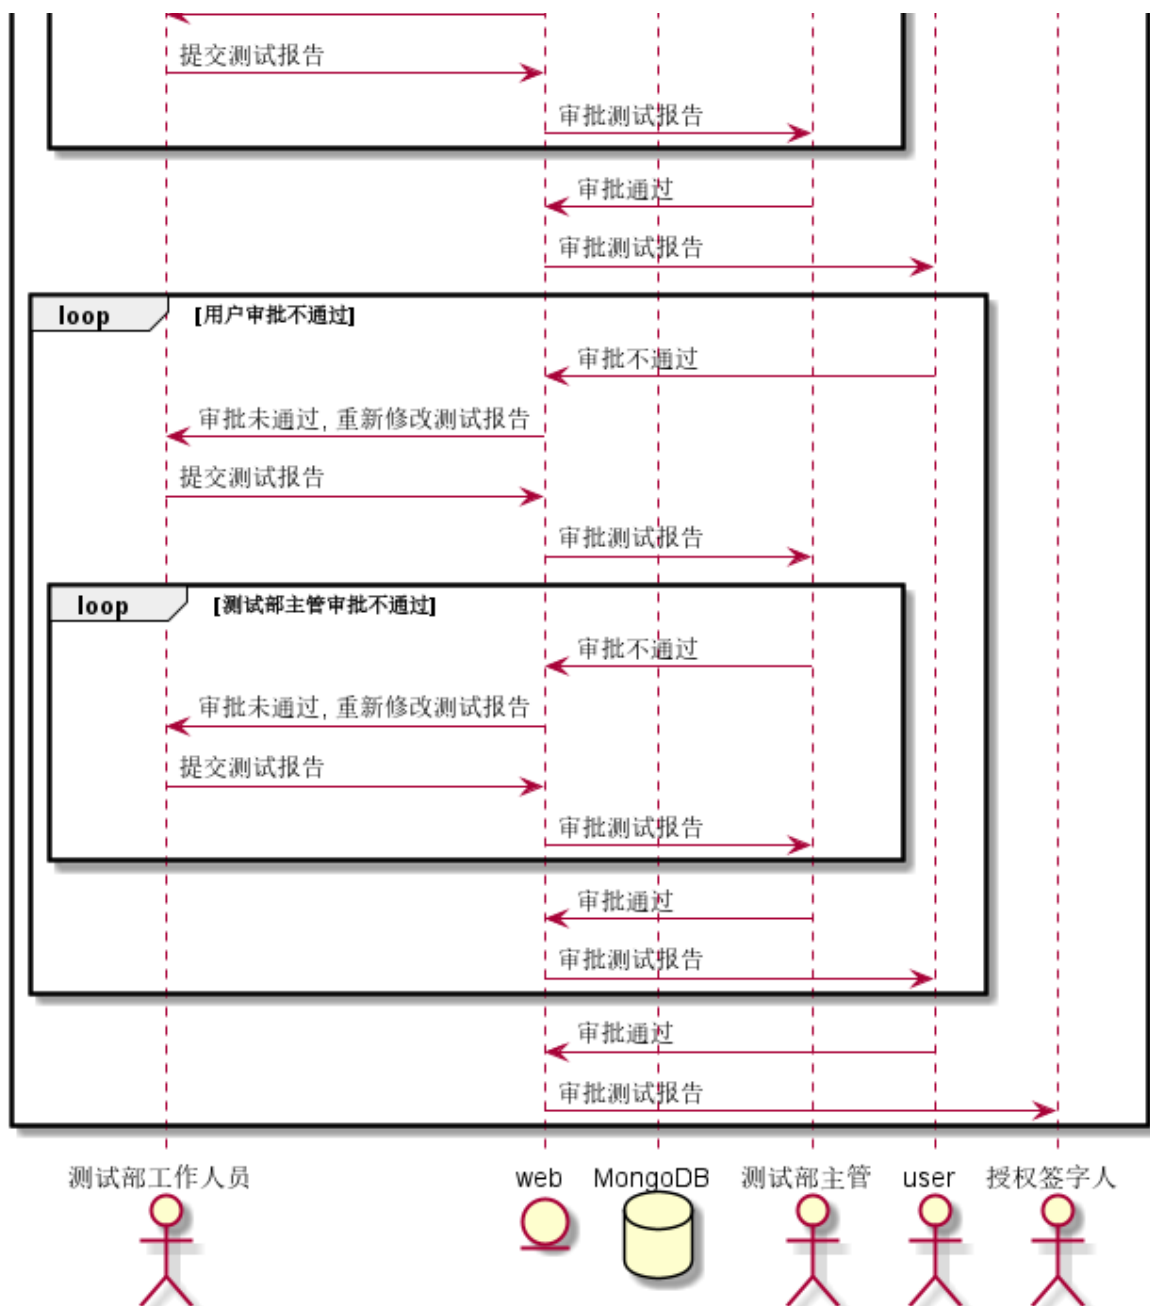 提交测试报告
审批测试报告
审批通过
审批测试报告
loop [用户审批不通过]
审批不通过
审批未通过, 重新修改测试报告
提交测试报告
审批测试报告
loop [测试部主管审批不通过]
审批不通过
审批未通过, 重新修改测试报告
提交测试报告
审批测试报告
审批通过
审批测试报告
审批通过
审批测试报告
测试部工作人员 web MongoDB 测试部主管 user 授权签字人